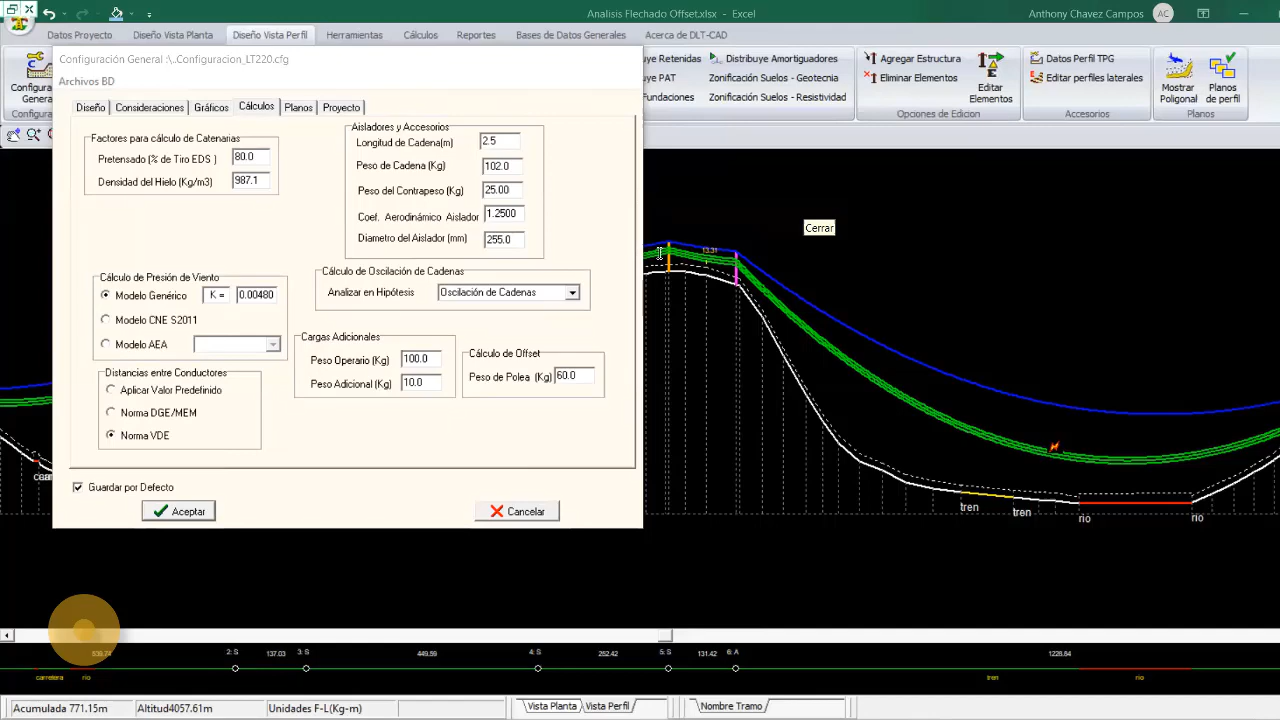 Analisis Flechado Offset.xlsx - Excel
Anthony Chavez Campos
AC
Datos Proyecto
Diseño Vista Planta
Diseño Vista Perfil
Herramientas
Cálculos
Reportes
Bases de Datos Generales
Acerca de DLT-CAD
Configuración General :\..Configuracion_LT220.cfg
Archivos BD
Diseño
Consideraciones
Gráficos
Cálculos
Planos
Proyecto
Factores para cálculo de Catenarias
Pretensado (% de Tiro EDS )
80.0
Densidad del Hielo (Kg/m3)
987.1
Aisladores y Accesorios
Longitud de Cadena(m)
2.5
Peso de Cadena (Kg)
102.0
Peso del Contrapeso (Kg)
25.00
Coef. Aerodinámico Aislador
1.2500
Diametro del Aislador (mm)
255.0
Cálculo de Presión de Viento
Modelo Genérico
K =
0.00480
Modelo CNE S2011
Modelo AEA
Cálculo de Oscilación de Cadenas
Analizar en Hipótesis
Oscilación de Cadenas
Cargas Adicionales
Peso Operario (Kg)
100.0
Peso Adicional (Kg)
10.0
Cálculo de Offset
Peso de Polea (Kg)
60.0
Distancias entre Conductores
Aplicar Valor Predefinido
Norma DGE/MEM
Norma VDE
Guardar por Defecto
Aceptar
Cancelar
Distribuye Amortiguadores
Zonificación Suelos - Geotecnia
Zonificación Suelos - Resistividad
Agregar Estructura
Eliminar Elementos
Editar
Elementos
Opciones de Edicion
Datos Perfil TPG
Editar perfiles laterales
Accesorios
Mostrar
Poligonal
Planos
de perfil
Planos
Cerrar
13.31
tren
tren
rio
rio
2: S
137.03
3: S
449.59
4: S
252.42
5: S
131.42
6: A
1228.84
carretera
rio
tren
rio
Acumulada 771.15m
Altitud4057.61m
Unidades F-L(Kg-m)
Vista Planta
Vista Perfil
Nombre Tramo